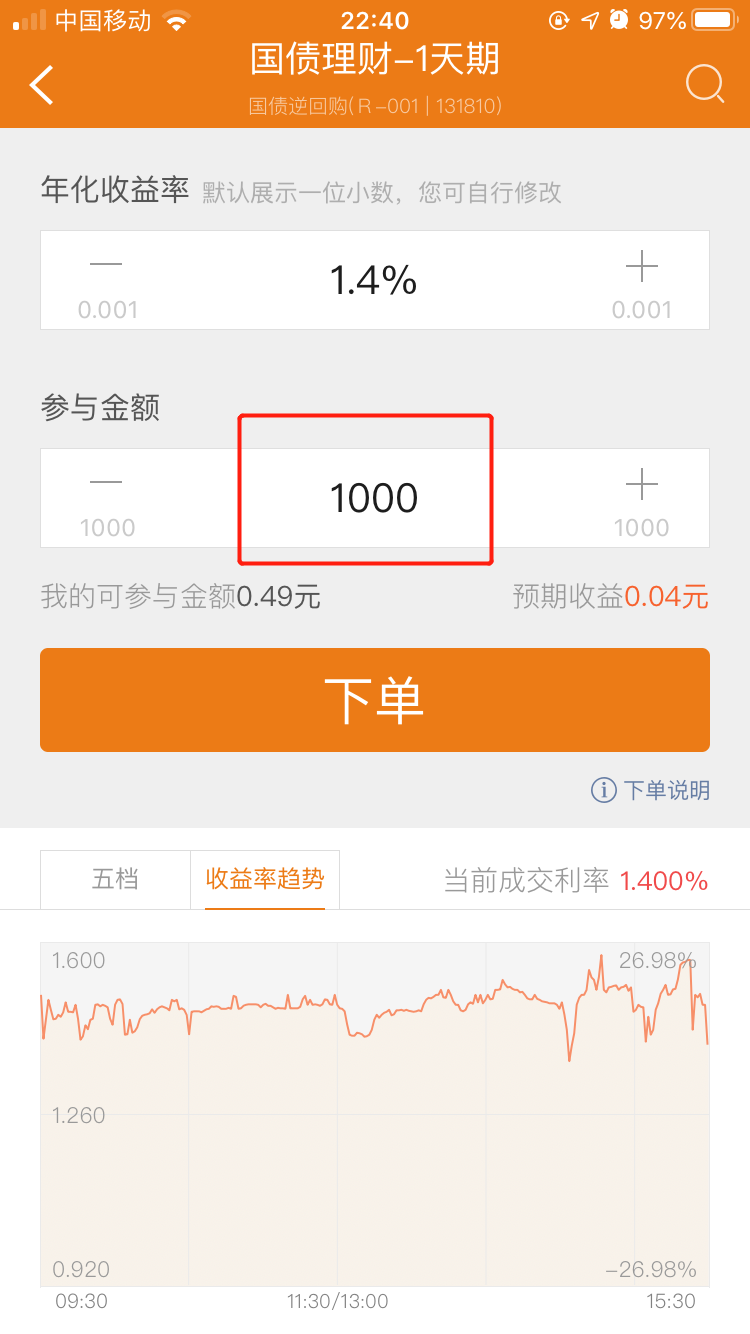 中国移动 22:40 97%
国债理财–1天期
国债逆回购(R–001 | 131810)
年化收益率 默认展示一位小数，您可自行修改
— 1.4% +
0.001 0.001
参与金额
— 1000 +
1000 1000
我的可参与金额0.49元 预期收益0.04元
下单
下单说明
五档 收益率趋势 当前成交利率 1.400%
1.600 26.98%
1.260
0.920 –26.98%
09:30 11:30/13:00 15:30